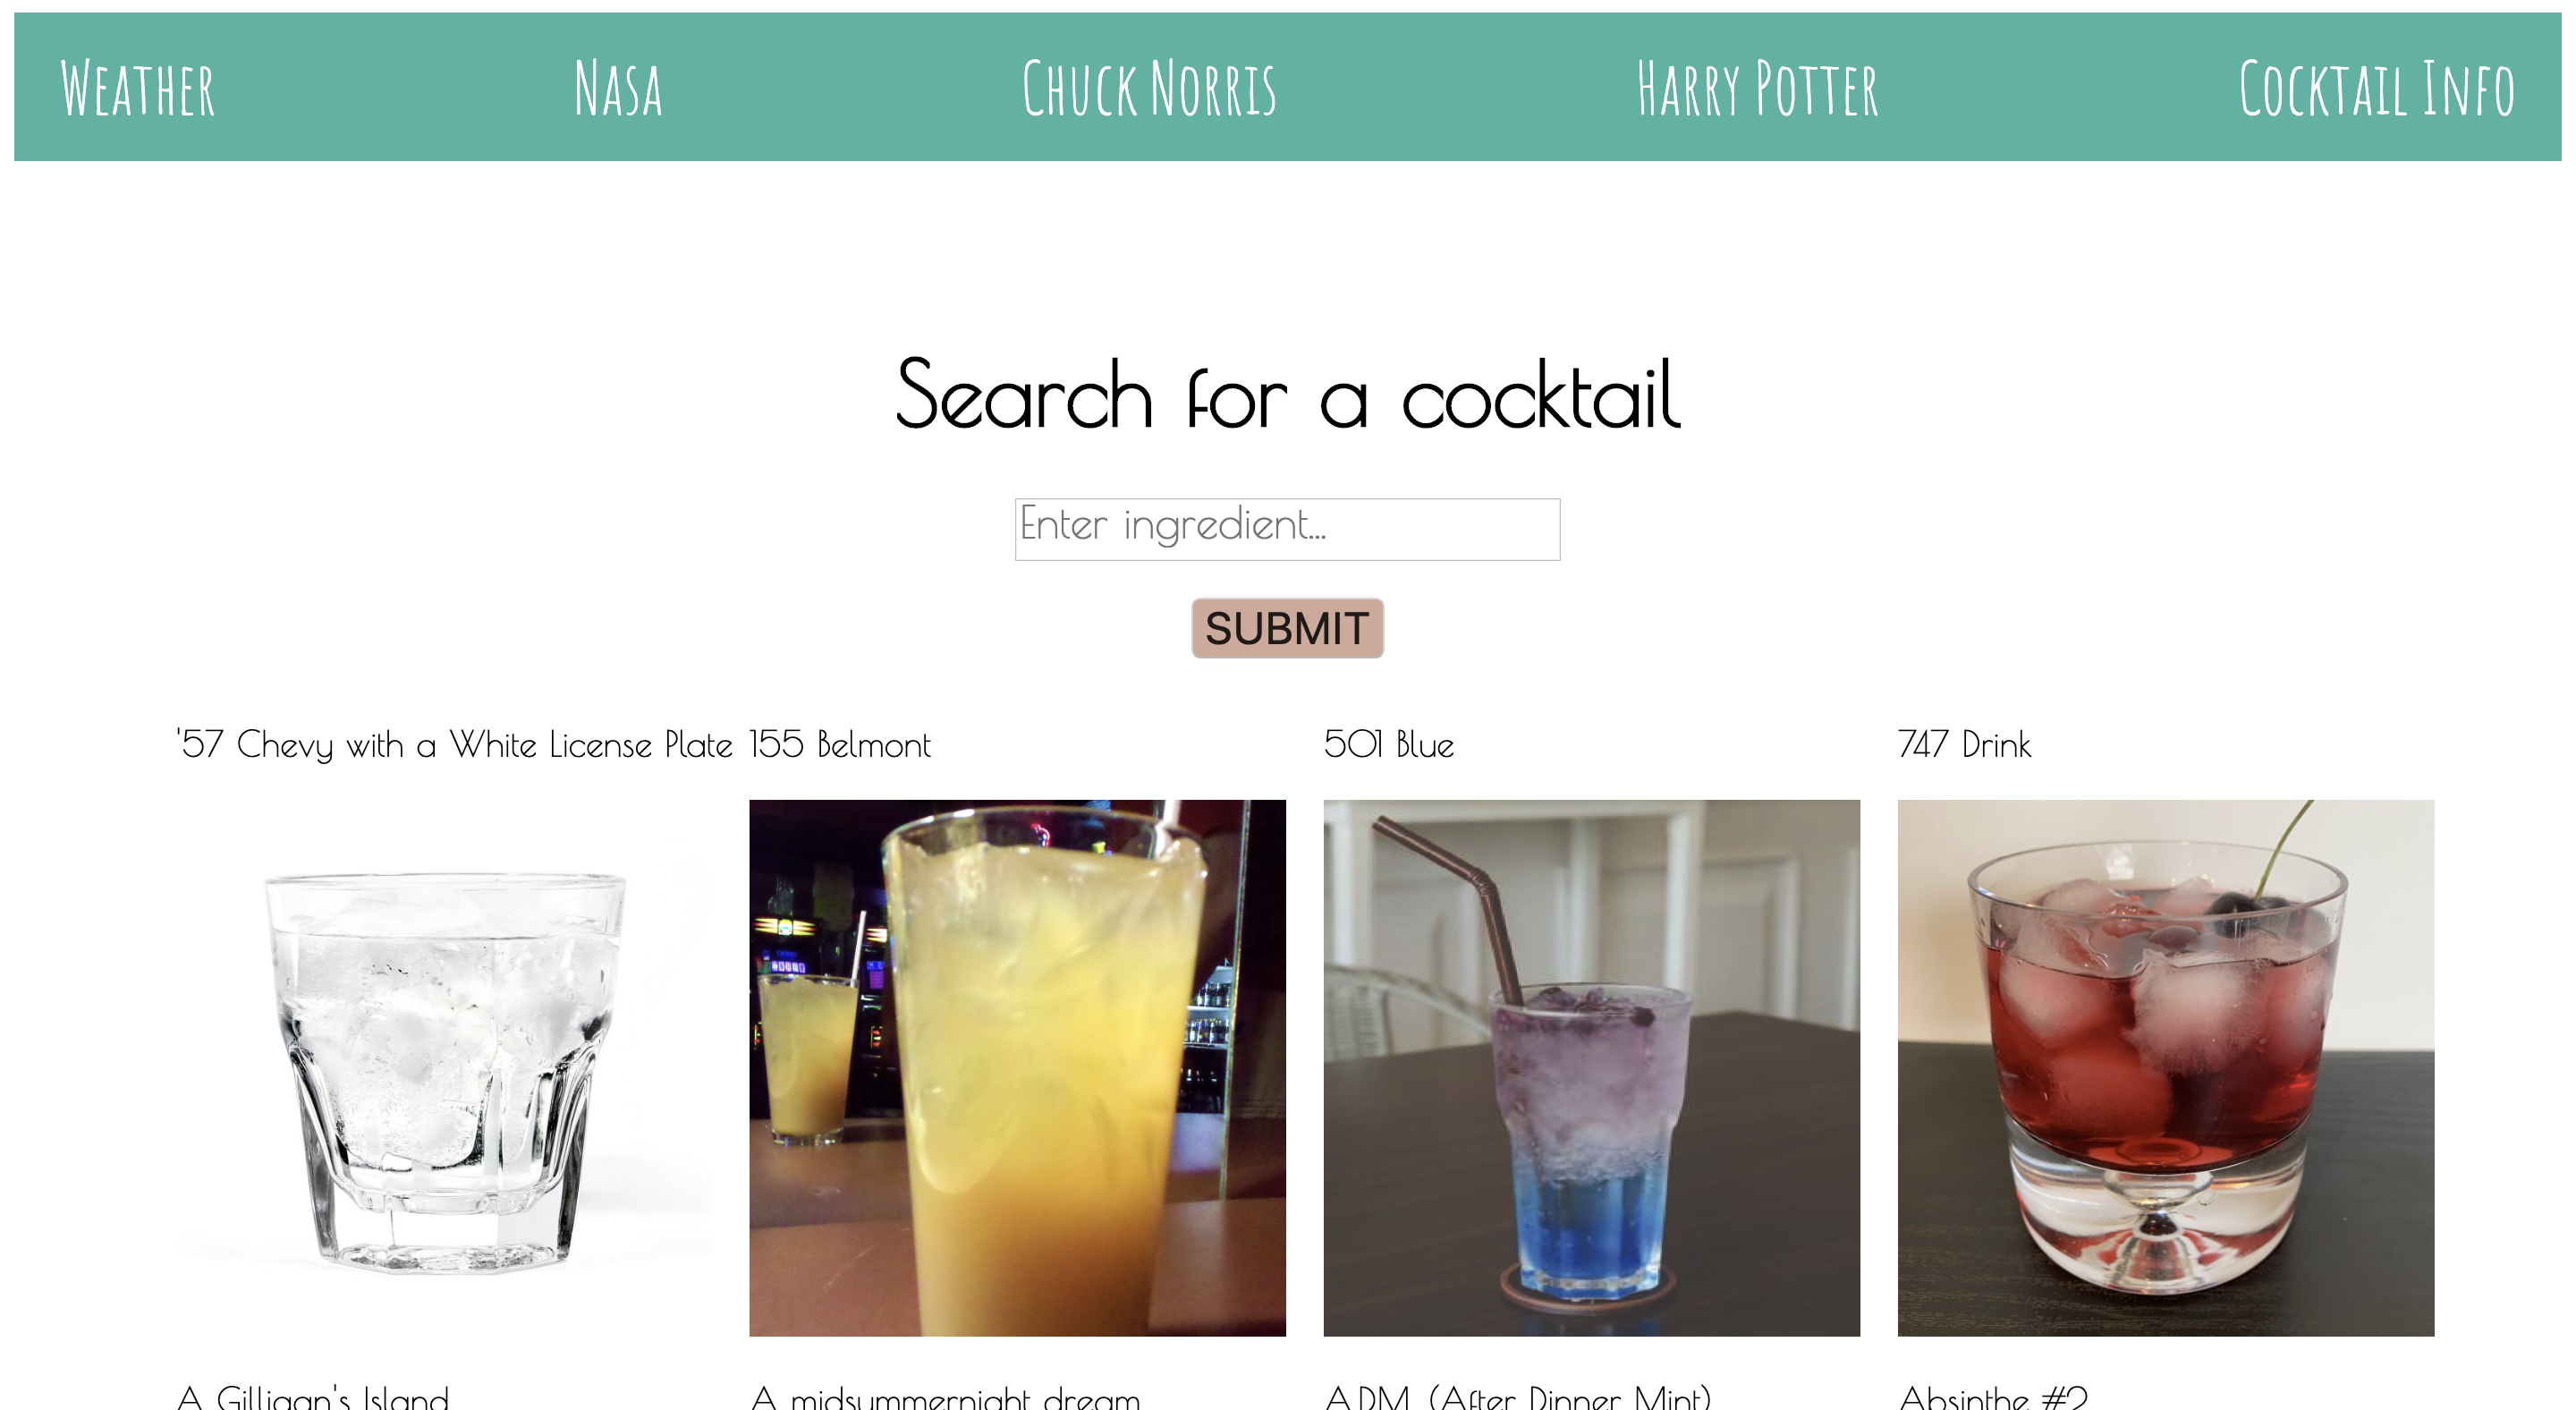 Weather Nasa Chuck Norris Harry Potter Cocktail Info
Search for a cocktail
Enter ingredient...
SUBMIT
'57 Chevy with a White License Plate 155 Belmont 501 Blue 747 Drink
A Gilligan's Island A midsummernight dream A.D.M. (After Dinner Mint) Absinthe #2